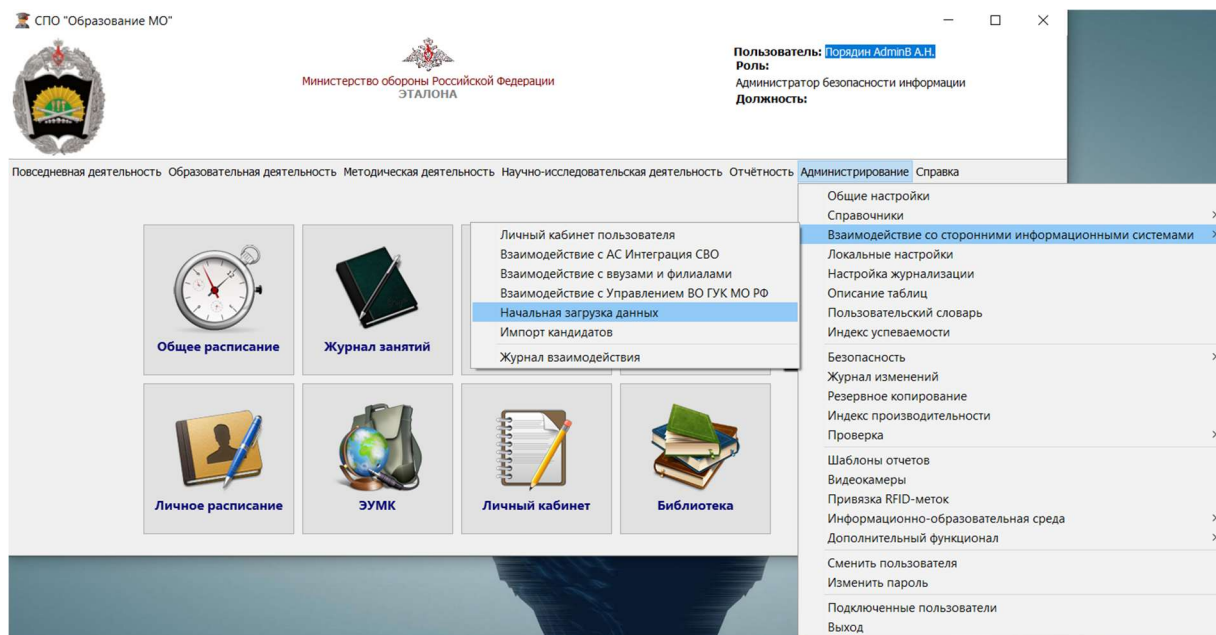 СПО "Образование МО"
Министерство обороны Российской Федерации
ЭТАЛОНА
Пользователь: Порядин AdminB А.Н.
Роль:
Администратор безопасности информации
Должность:
Повседневная деятельность Образовательная деятельность Методическая деятельность Научно-исследовательская деятельность Отчётность Администрирование Справка
Общие настройки
Справочники
Взаимодействие со сторонними информационными системами
Локальные настройки
Настройка журнализации
Описание таблиц
Пользовательский словарь
Индекс успеваемости
Безопасность
Журнал изменений
Резервное копирование
Индекс производительности
Проверка
Шаблоны отчетов
Видеокамеры
Привязка RFID-меток
Информационно-образовательная среда
Дополнительный функционал
Сменить пользователя
Изменить пароль
Подключенные пользователи
Выход
Личный кабинет пользователя
Взаимодействие с АС Интеграция СВО
Взаимодействие с ввузами и филиалами
Взаимодействие с Управлением ВО ГУК МО РФ
Начальная загрузка данных
Импорт кандидатов
Журнал взаимодействия
Общее расписание
Журнал занятий
Личное расписание
ЭУМК
Личный кабинет
Библиотека